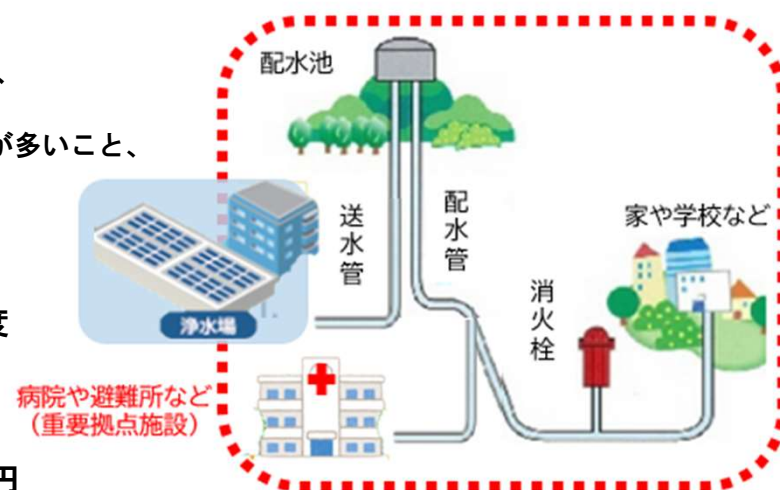 、
が多いこと、
度
円
配水池
送水管
配水管
家や学校など
消火栓
浄水場
病院や避難所など
（重要拠点施設）